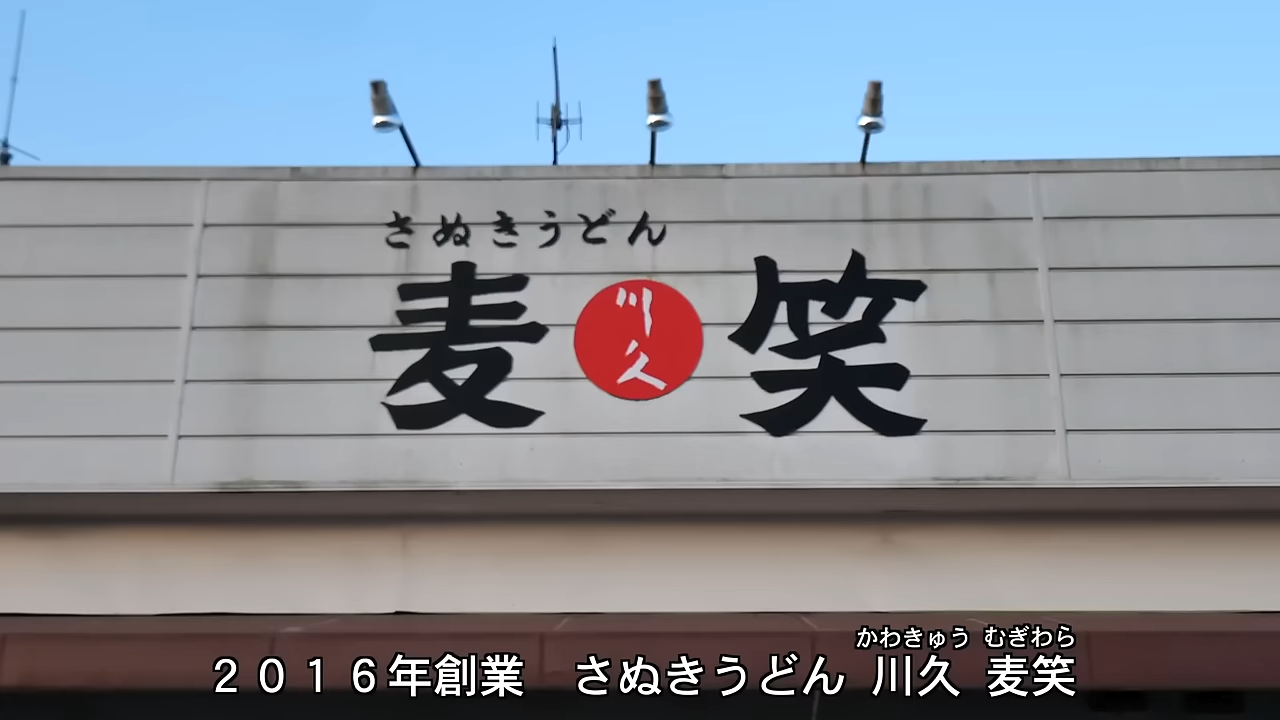 さぬきうどん
麦 川久 笑
かわきゅう むぎわら
2016年創業 さぬきうどん 川久 麦笑